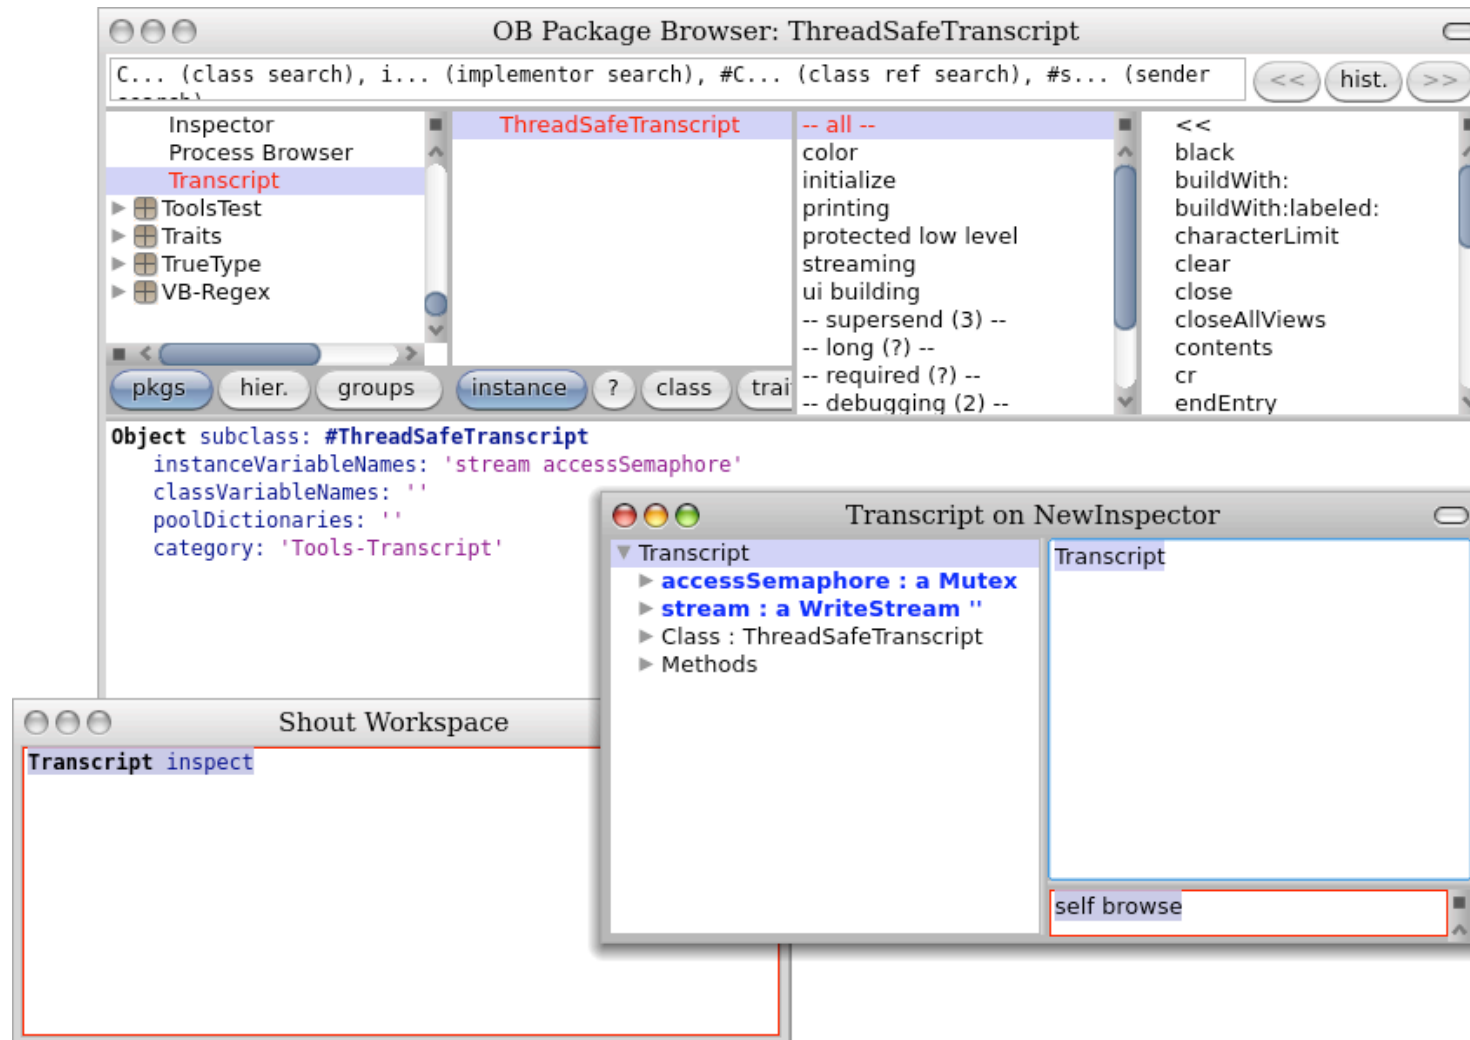 OB Package Browser: ThreadSafeTranscript
C... (class search), i... (implementor search), #C... (class ref search), #s... (sender
<<
hist.
>>
Inspector
Process Browser
Transcript
ToolsTest
Traits
TrueType
VB-Regex
ThreadSafeTranscript
-- all --
color
initialize
printing
protected low level
streaming
ui building
-- supersend (3) --
-- long (?) --
-- required (?) --
-- debugging (2) --
<<
black
buildWith:
buildWith:labeled:
characterLimit
clear
close
closeAllViews
contents
cr
endEntry
pkgs
hier.
groups
instance
?
class
trai
Object subclass: #ThreadSafeTranscript
instanceVariableNames: 'stream accessSemaphore'
classVariableNames: ''
poolDictionaries: ''
category: 'Tools-Transcript'
Transcript on NewInspector
Transcript
accessSemaphore : a Mutex
stream : a WriteStream ''
Class : ThreadSafeTranscript
Methods
Transcript
self browse
Shout Workspace
Transcript inspect